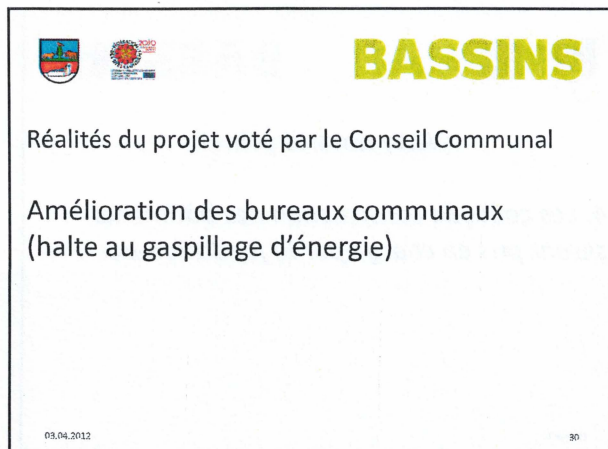 BASSINS
Réalités du projet voté par le Conseil Communal
Amélioration des bureaux communaux
(halte au gaspillage d'énergie)
03.04.2012
30